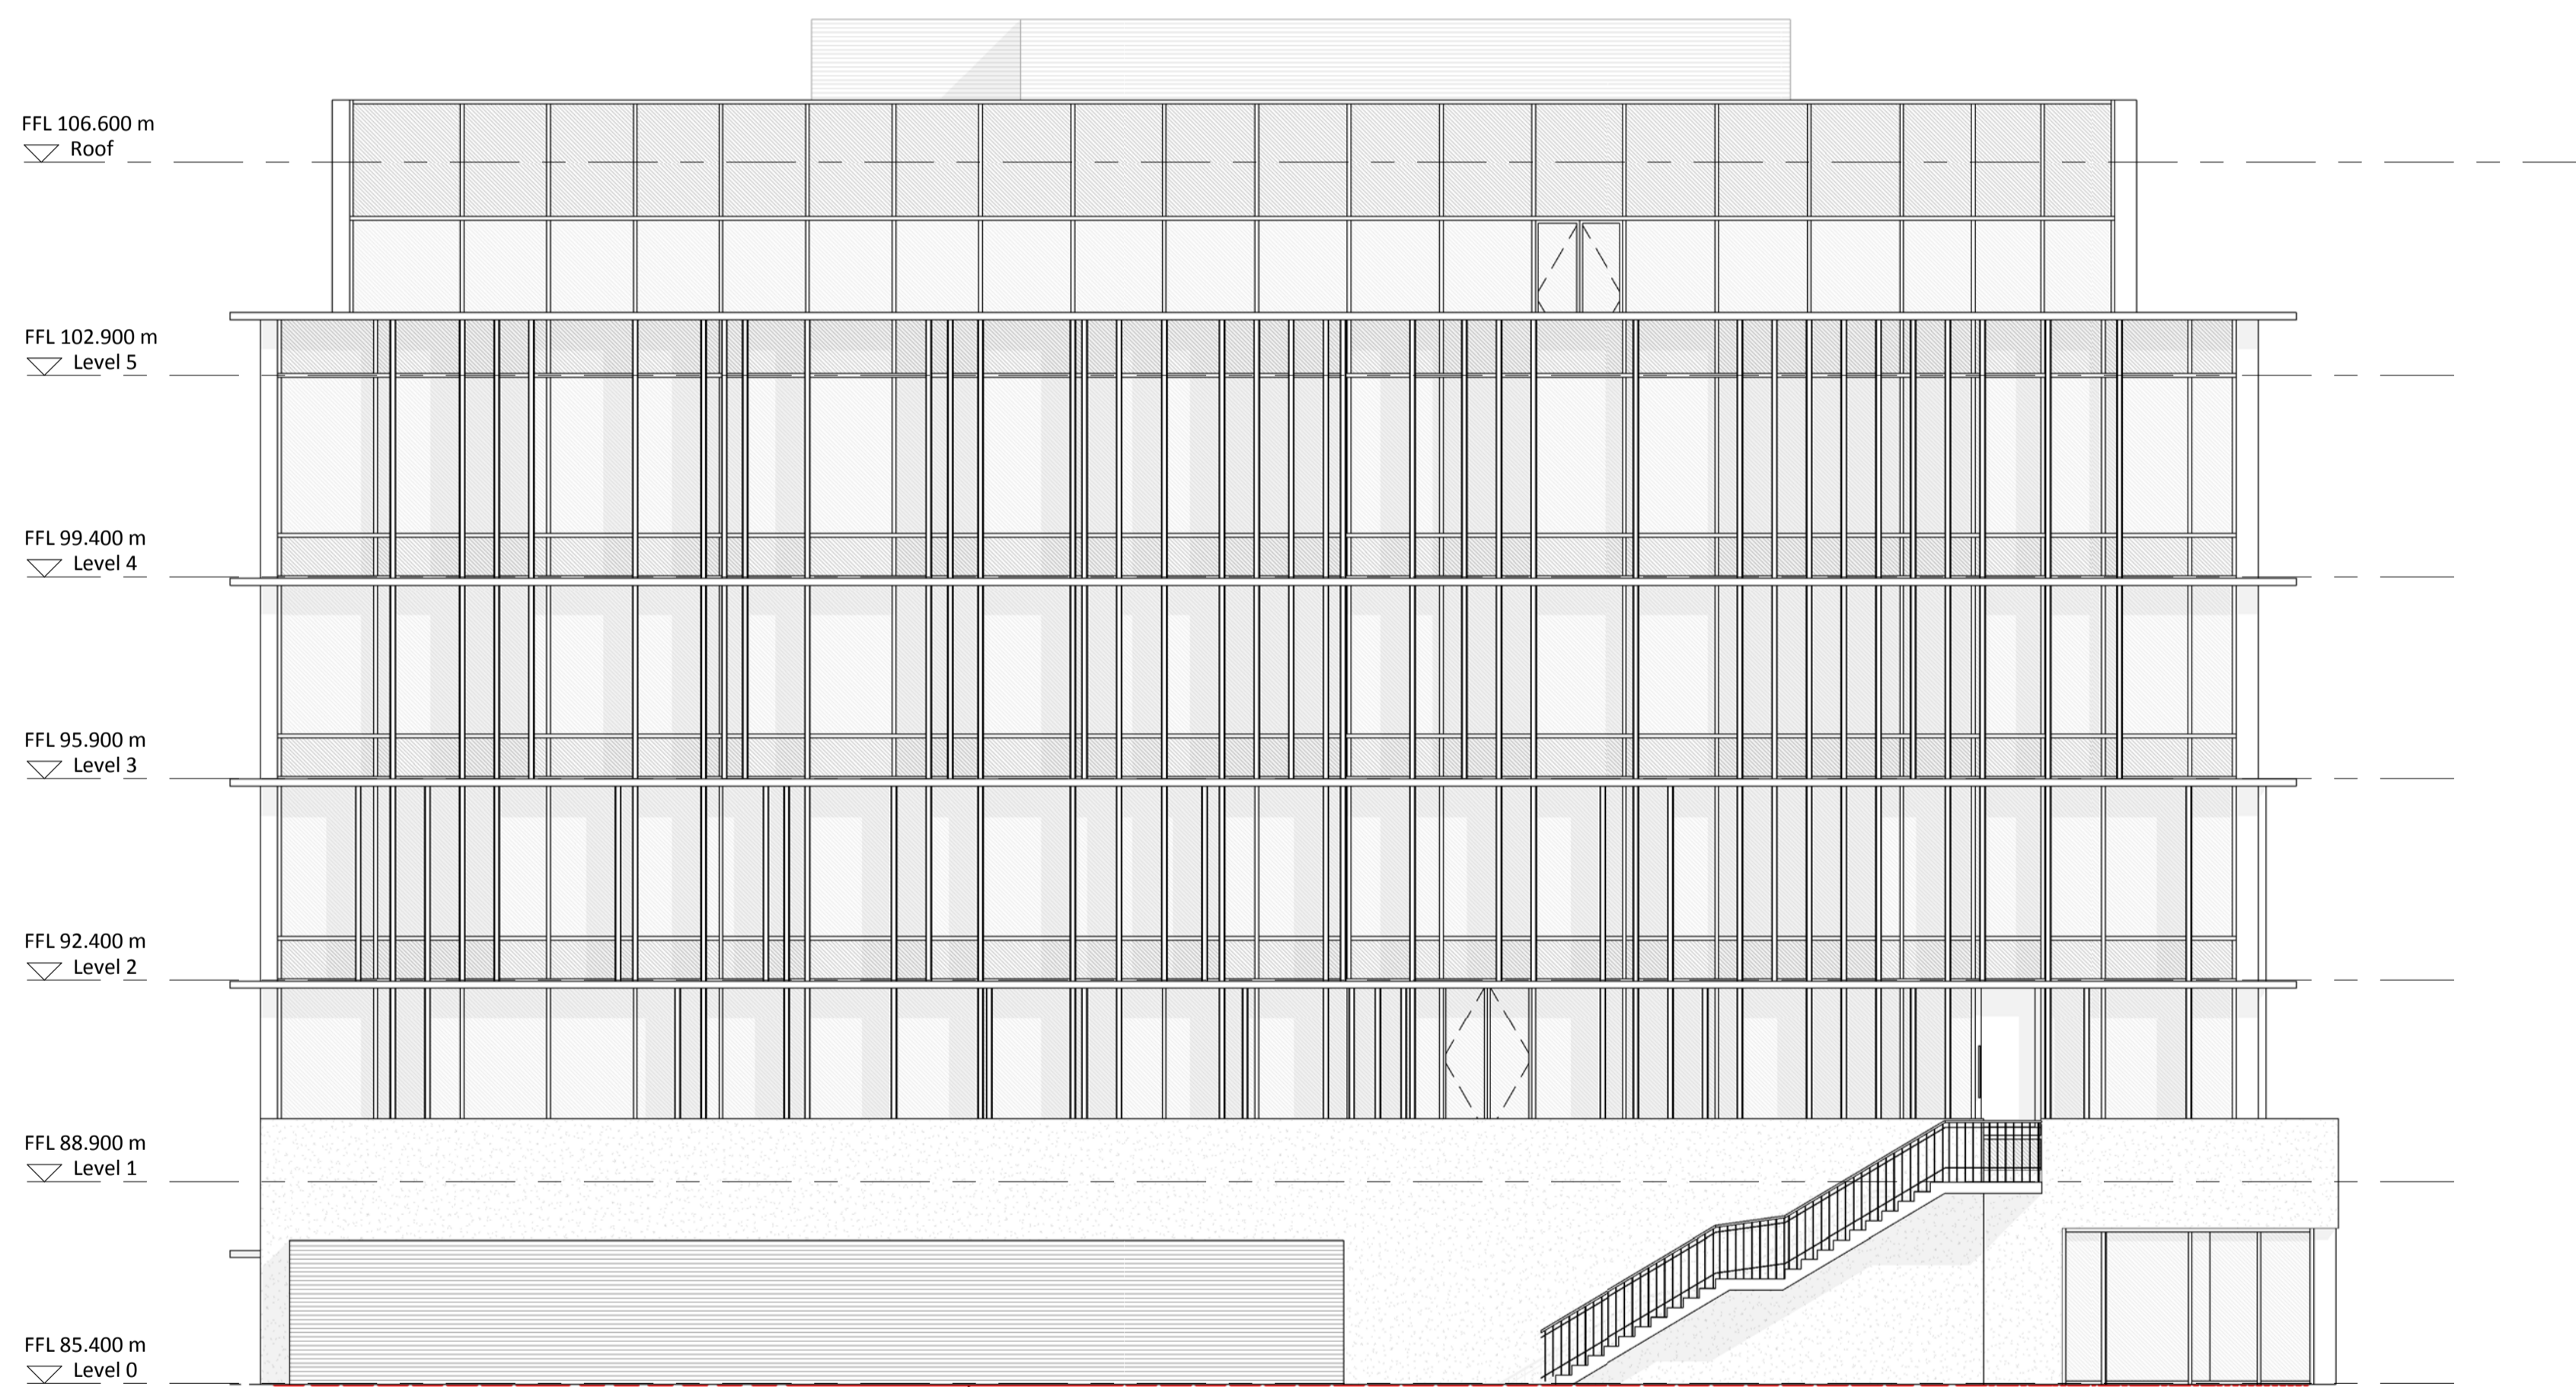 FFL 106.600 m
Roof
FFL 102.900 m
Level 5
FFL 99.400 m
Level 4
FFL 95.900 m
Level 3
FFL 92.400 m
Level 2
FFL 88.900 m
Level 1
FFL 85.400 m
Level 0